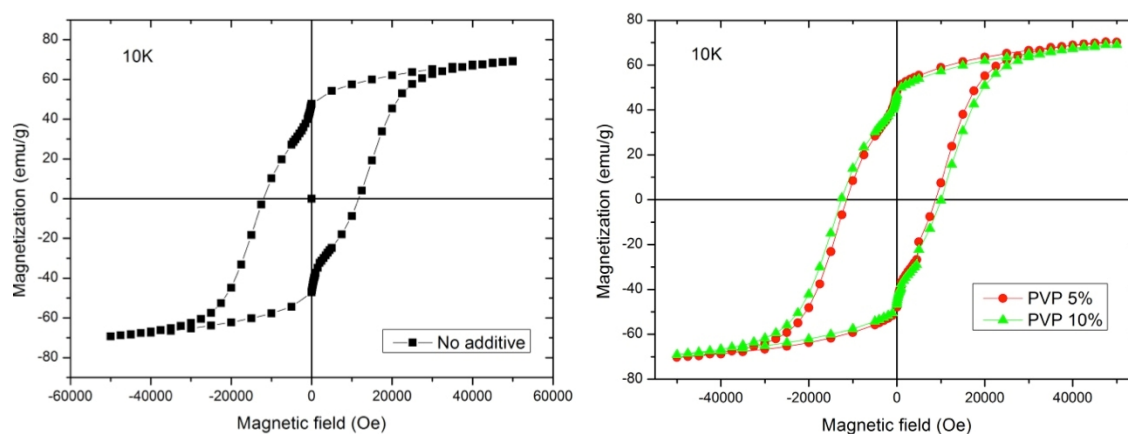 80
60
40
20
0
-20
-40
-60
-80
10K
Magnetization (emu/g)
No additive
-60000 -40000 -20000 0 20000 40000 60000
Magnetic field (Oe)
80
60
40
20
0
-20
-40
-60
-80
10K
Magnetization (emu/g)
PVP 5%
PVP 10%
-40000 -20000 0 20000 40000
Magnetic field (Oe)